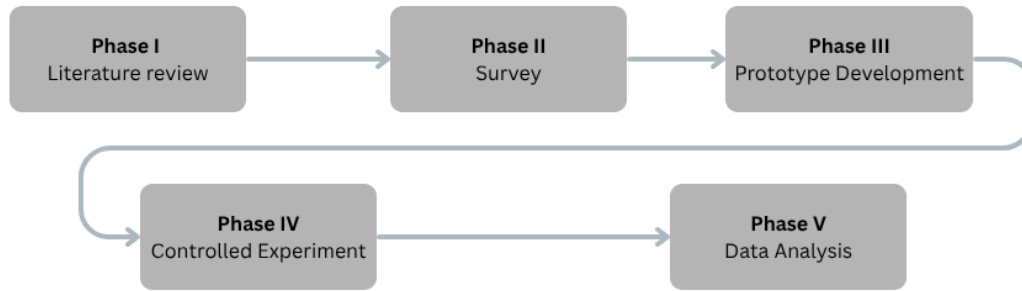 Phase I
Literature review
Phase II
Survey
Phase III
Prototype Development
Phase IV
Controlled Experiment
Phase V
Data Analysis